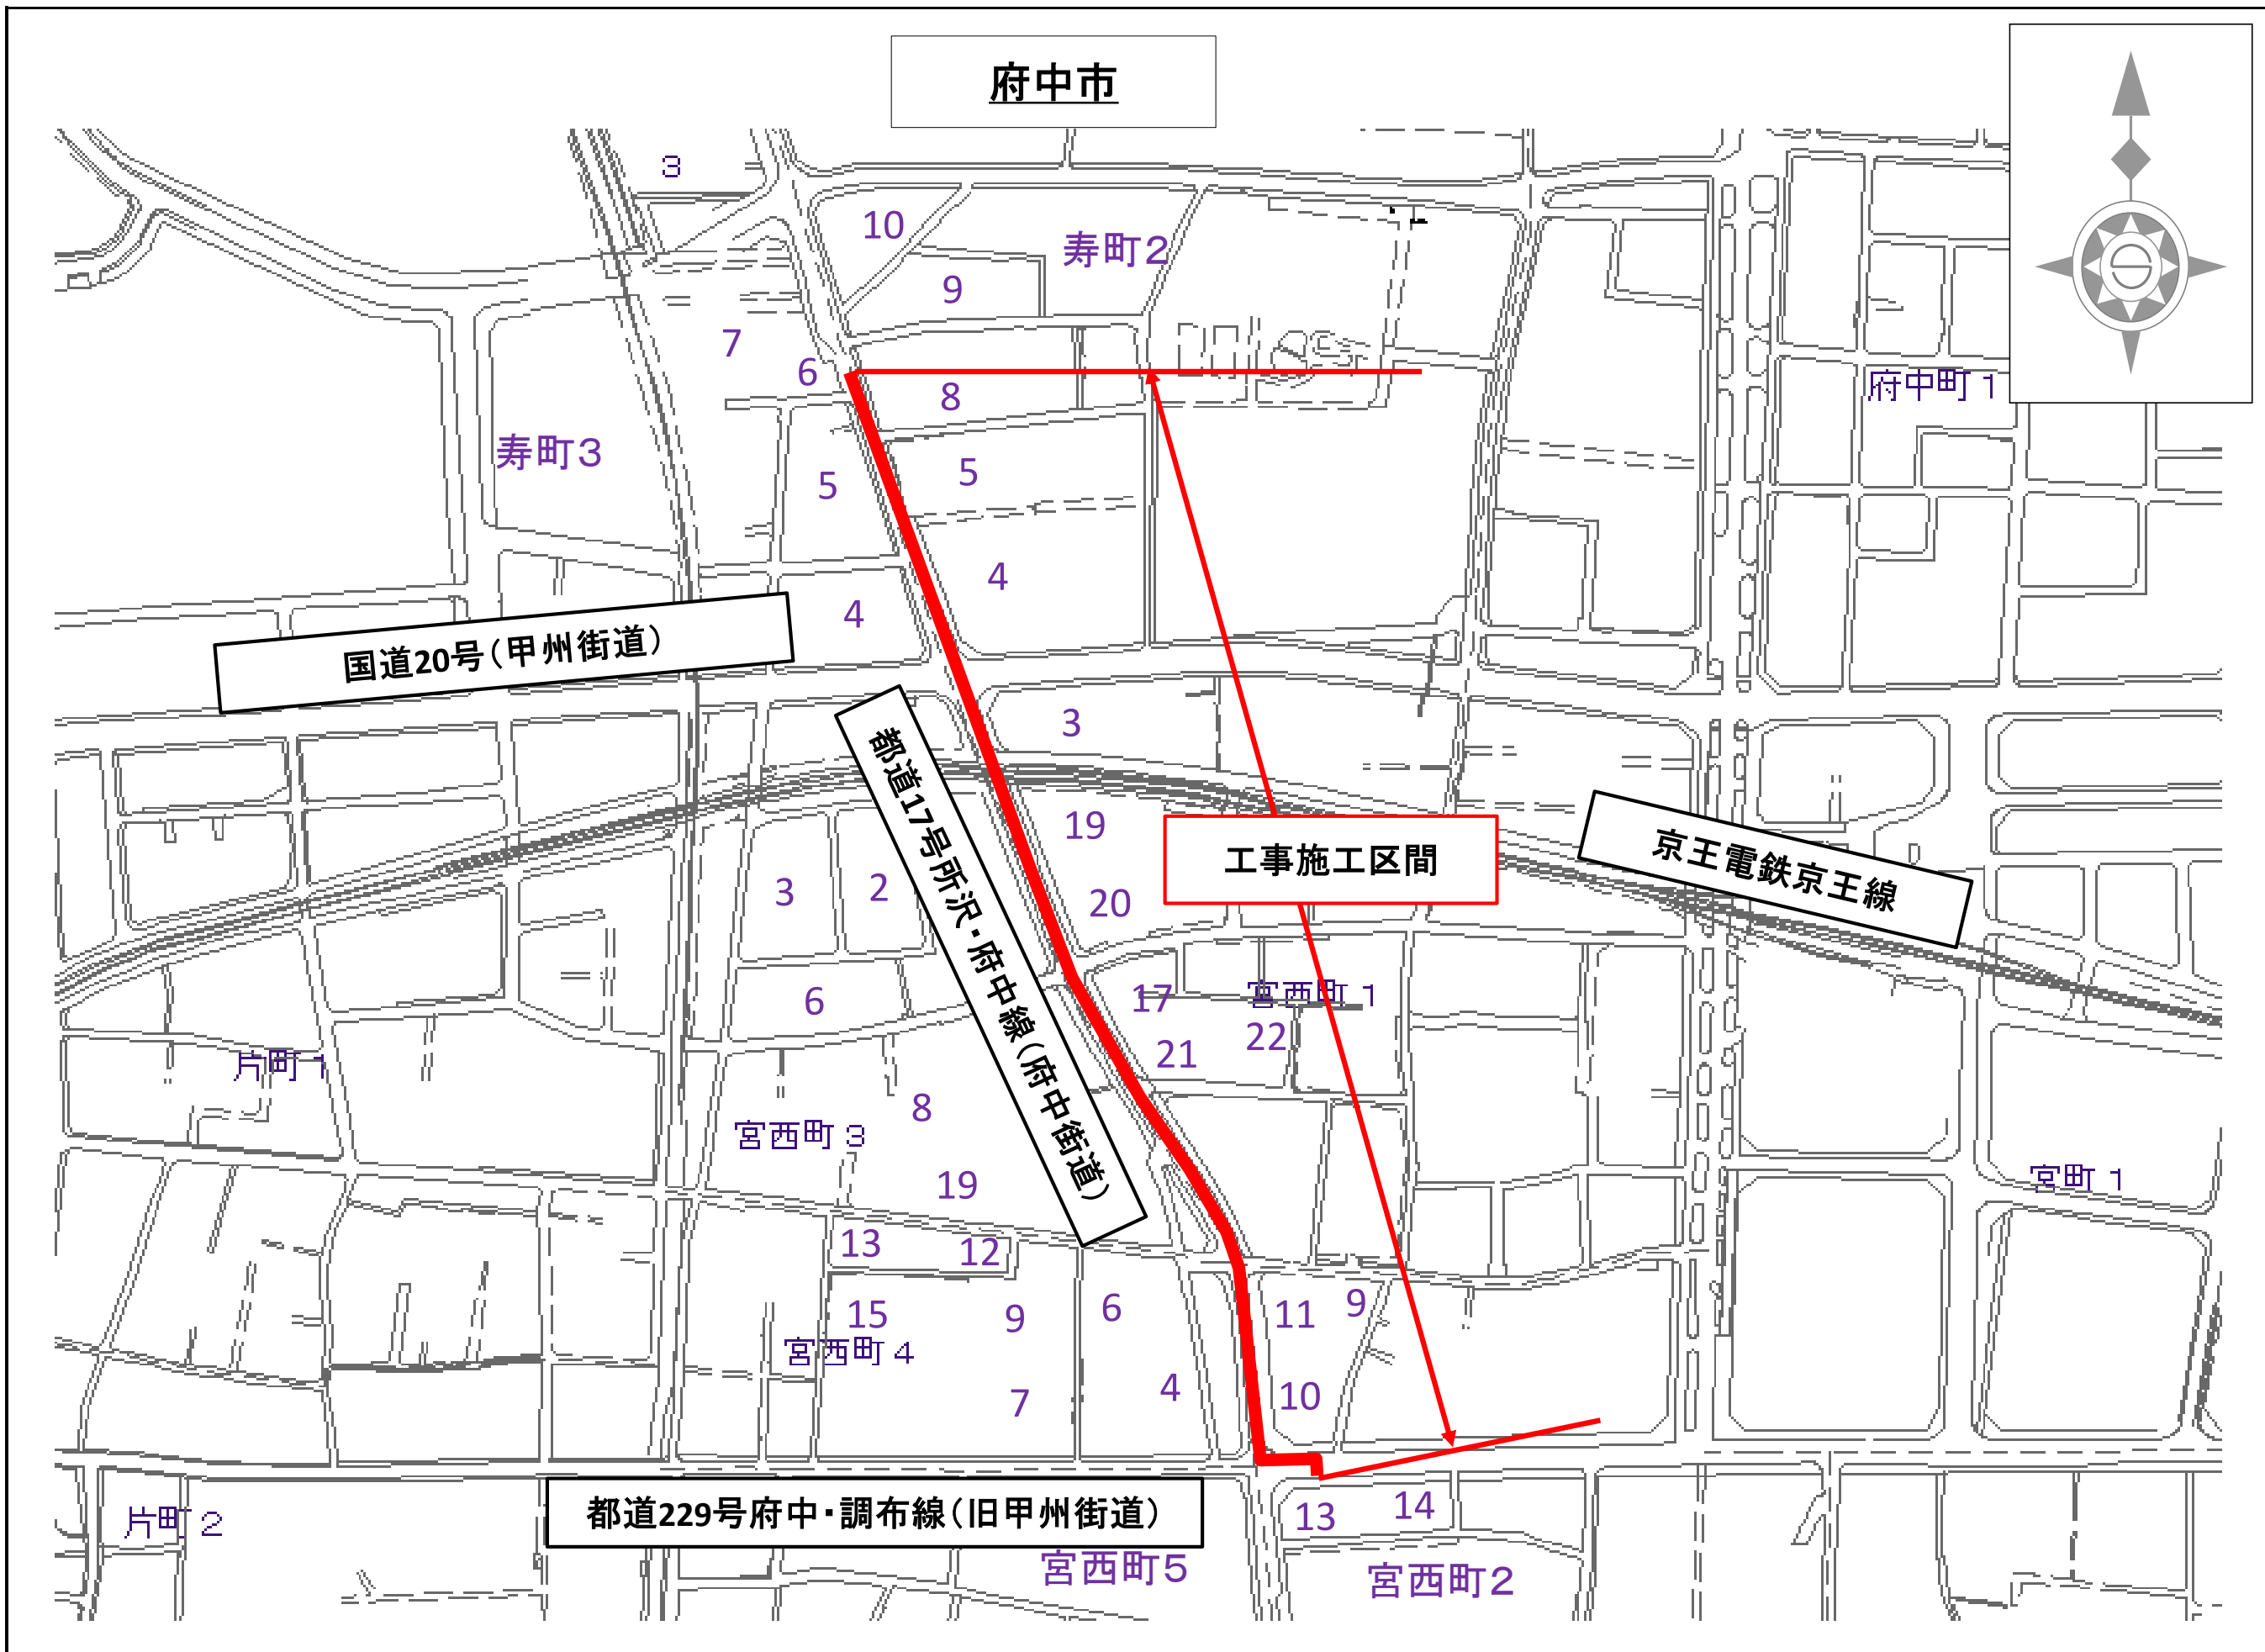 府中市
3
10
寿町2
9
7
6
8
府中町1
寿町3
5
5
4
4
国道20号(甲州街道)
3
都道17号所沢・府中線(府中街道)
19
工事施工区間
京王電鉄京王線
3
2
20
6
17
宮西町1
22
21
片町1
8
宮西町3
19
宮町1
13
12
15
9
6
11
9
宮西町4
7
4
10
都道229号府中・調布線(旧甲州街道)
13
14
片町2
宮西町5
宮西町2